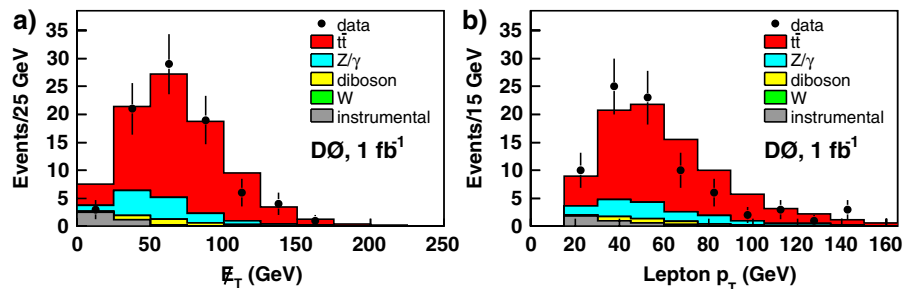 a)
Events/25 GeV
35
30
25
20
15
10
5
0
0 50 100 150 200 250
E̸_T (GeV)
data
tt̄
Z/γ
diboson
W
instrumental
DØ, 1 fb⁻¹
b)
Events/15 GeV
35
30
25
20
15
10
5
0
0 20 40 60 80 100 120 140 160
Lepton p_T (GeV)
data
tt̄
Z/γ
diboson
W
instrumental
DØ, 1 fb⁻¹